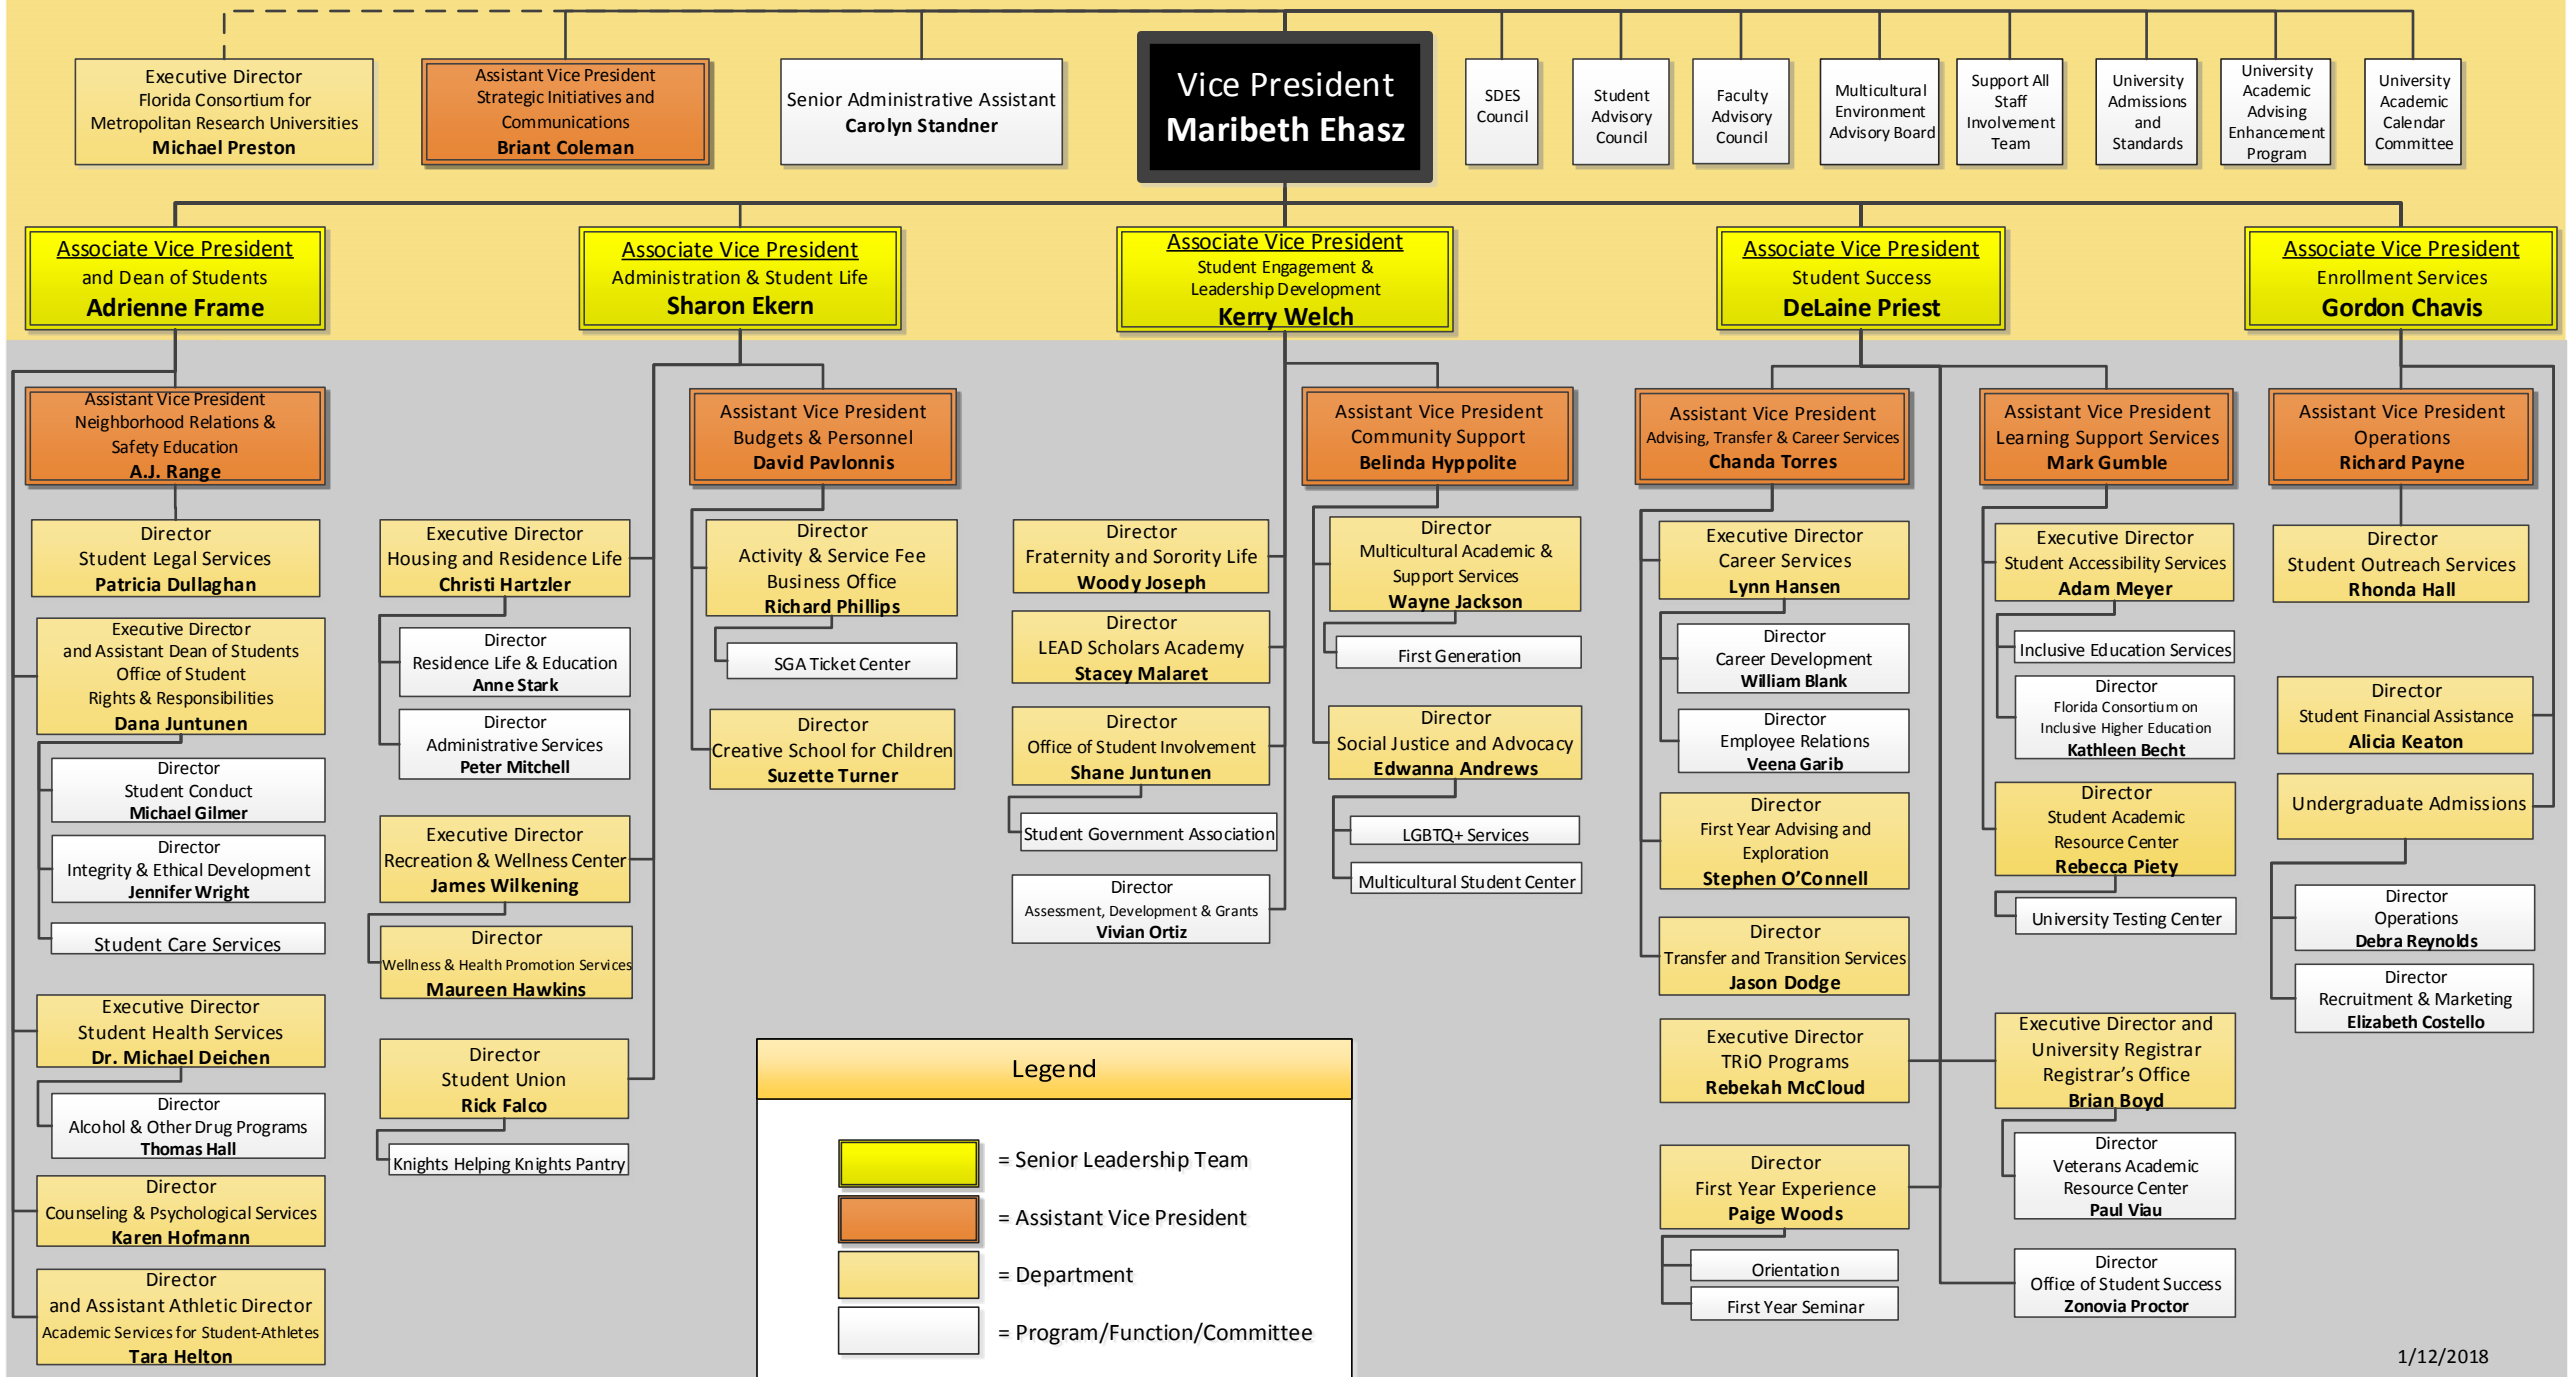 Executive Director
Florida Consortium for
Metropolitan Research Universities
Michael Preston
Assistant Vice President
Strategic Initiatives and
Communications
Briant Coleman
Senior Administrative Assistant
Carolyn Standner
Vice President
Maribeth Ehasz
SDES
Council
Student
Advisory
Council
Faculty
Advisory
Council
Multicultural
Environment
Advisory Board
Support All
Staff
Involvement
Team
University
Admissions
and
Standards
University
Academic
Advising
Enhancement
Program
University
Academic
Calendar
Committee
Associate Vice President
and Dean of Students
Adrienne Frame
Associate Vice President
Administration & Student Life
Sharon Ekern
Associate Vice President
Student Engagement &
Leadership Development
Kerry Welch
Associate Vice President
Student Success
DeLaine Priest
Associate Vice President
Enrollment Services
Gordon Chavis
Assistant Vice President
Neighborhood Relations &
Safety Education
A.J. Range
Director
Student Legal Services
Patricia Dullaghan
Executive Director
and Assistant Dean of Students
Office of Student
Rights & Responsibilities
Dana Juntunen
Director
Student Conduct
Michael Gilmer
Director
Integrity & Ethical Development
Jennifer Wright
Student Care Services
Executive Director
Student Health Services
Dr. Michael Deichen
Director
Alcohol & Other Drug Programs
Thomas Hall
Director
Counseling & Psychological Services
Karen Hofmann
Director
and Assistant Athletic Director
Academic Services for Student-Athletes
Tara Helton
Executive Director
Housing and Residence Life
Christi Hartzler
Director
Residence Life & Education
Anne Stark
Director
Administrative Services
Peter Mitchell
Executive Director
Recreation & Wellness Center
James Wilkening
Director
Wellness & Health Promotion Services
Maureen Hawkins
Director
Student Union
Rick Falco
Knights Helping Knights Pantry
Assistant Vice President
Budgets & Personnel
David Pavlonnis
Director
Activity & Service Fee
Business Office
Richard Phillips
SGA Ticket Center
Director
Creative School for Children
Suzette Turner
Director
Fraternity and Sorority Life
Woody Joseph
Director
LEAD Scholars Academy
Stacey Malaret
Director
Office of Student Involvement
Shane Juntunen
Student Government Association
Director
Assessment, Development & Grants
Vivian Ortiz
Assistant Vice President
Community Support
Belinda Hyppolite
Director
Multicultural Academic &
Support Services
Wayne Jackson
First Generation
Director
Social Justice and Advocacy
Edwanna Andrews
LGBTQ+ Services
Multicultural Student Center
Assistant Vice President
Advising, Transfer & Career Services
Chanda Torres
Executive Director
Career Services
Lynn Hansen
Director
Career Development
William Blank
Director
Employee Relations
Veena Garib
Director
First Year Advising and
Exploration
Stephen O'Connell
Director
Transfer and Transition Services
Jason Dodge
Executive Director
TRiO Programs
Rebekah McCloud
Director
First Year Experience
Paige Woods
Orientation
First Year Seminar
Assistant Vice President
Learning Support Services
Mark Gumble
Executive Director
Student Accessibility Services
Adam Meyer
Inclusive Education Services
Director
Florida Consortium on
Inclusive Higher Education
Kathleen Becht
Director
Student Academic
Resource Center
Rebecca Piety
University Testing Center
Executive Director and
University Registrar
Registrar's Office
Brian Boyd
Director
Veterans Academic
Resource Center
Paul Viau
Director
Office of Student Success
Zonovia Proctor
Assistant Vice President
Operations
Richard Payne
Director
Student Outreach Services
Rhonda Hall
Director
Student Financial Assistance
Alicia Keaton
Undergraduate Admissions
Director
Operations
Debra Reynolds
Director
Recruitment & Marketing
Elizabeth Costello
Legend
= Senior Leadership Team
= Assistant Vice President
= Department
= Program/Function/Committee
1/12/2018